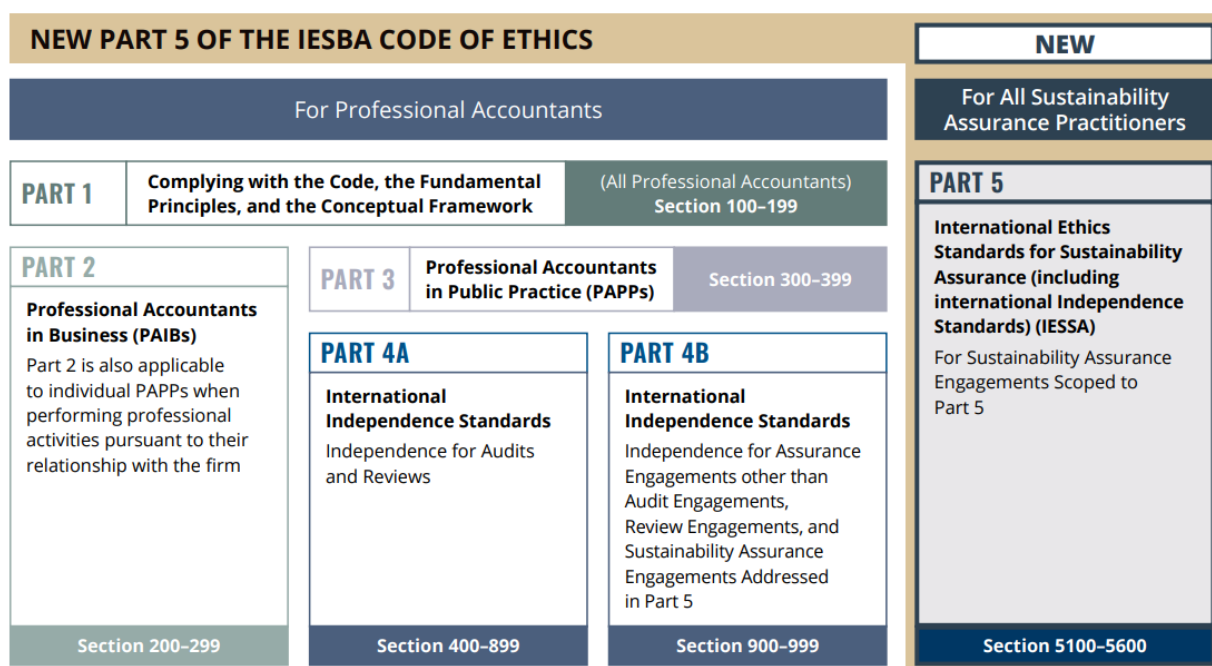 NEW PART 5 OF THE IESBA CODE OF ETHICS
NEW
For Professional Accountants
For All Sustainability
Assurance Practitioners
PART 1
Complying with the Code, the Fundamental
Principles, and the Conceptual Framework
(All Professional Accountants)
Section 100–199
PART 2
Professional Accountants
in Business (PAIBs)
Part 2 is also applicable
to individual PAPPs when
performing professional
activities pursuant to their
relationship with the firm
Section 200–299
PART 3
Professional Accountants
in Public Practice (PAPPs)
Section 300–399
PART 4A
International
Independence Standards
Independence for Audits
and Reviews
Section 400–899
PART 4B
International
Independence Standards
Independence for Assurance
Engagements other than
Audit Engagements,
Review Engagements, and
Sustainability Assurance
Engagements Addressed
in Part 5
Section 900–999
PART 5
International Ethics
Standards for Sustainability
Assurance (including
international Independence
Standards) (IESSA)
For Sustainability Assurance
Engagements Scoped to
Part 5
Section 5100–5600